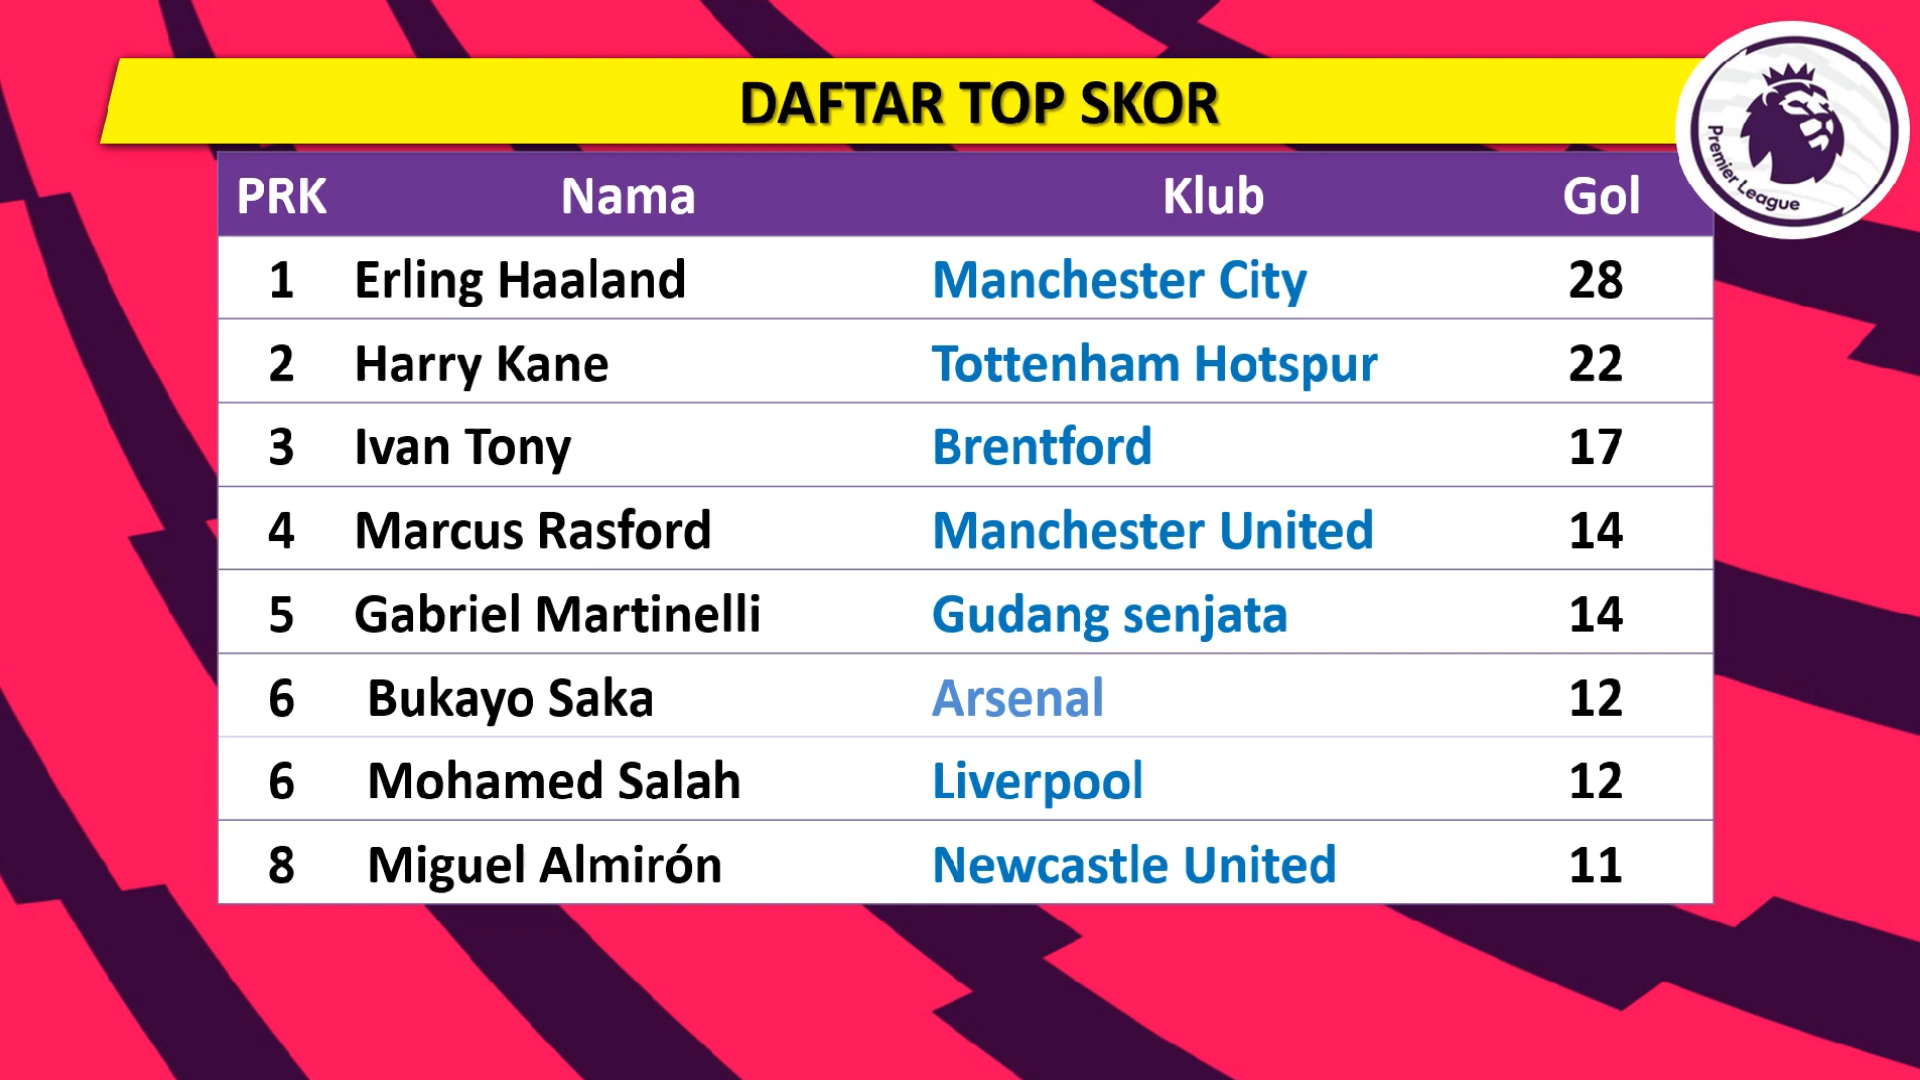 DAFTAR TOP SKOR
Premier League
PRK Nama Klub Gol
1 Erling Haaland Manchester City 28
2 Harry Kane Tottenham Hotspur 22
3 Ivan Tony Brentford 17
4 Marcus Rasford Manchester United 14
5 Gabriel Martinelli Gudang senjata 14
6 Bukayo Saka Arsenal 12
6 Mohamed Salah Liverpool 12
8 Miguel Almirón Newcastle United 11